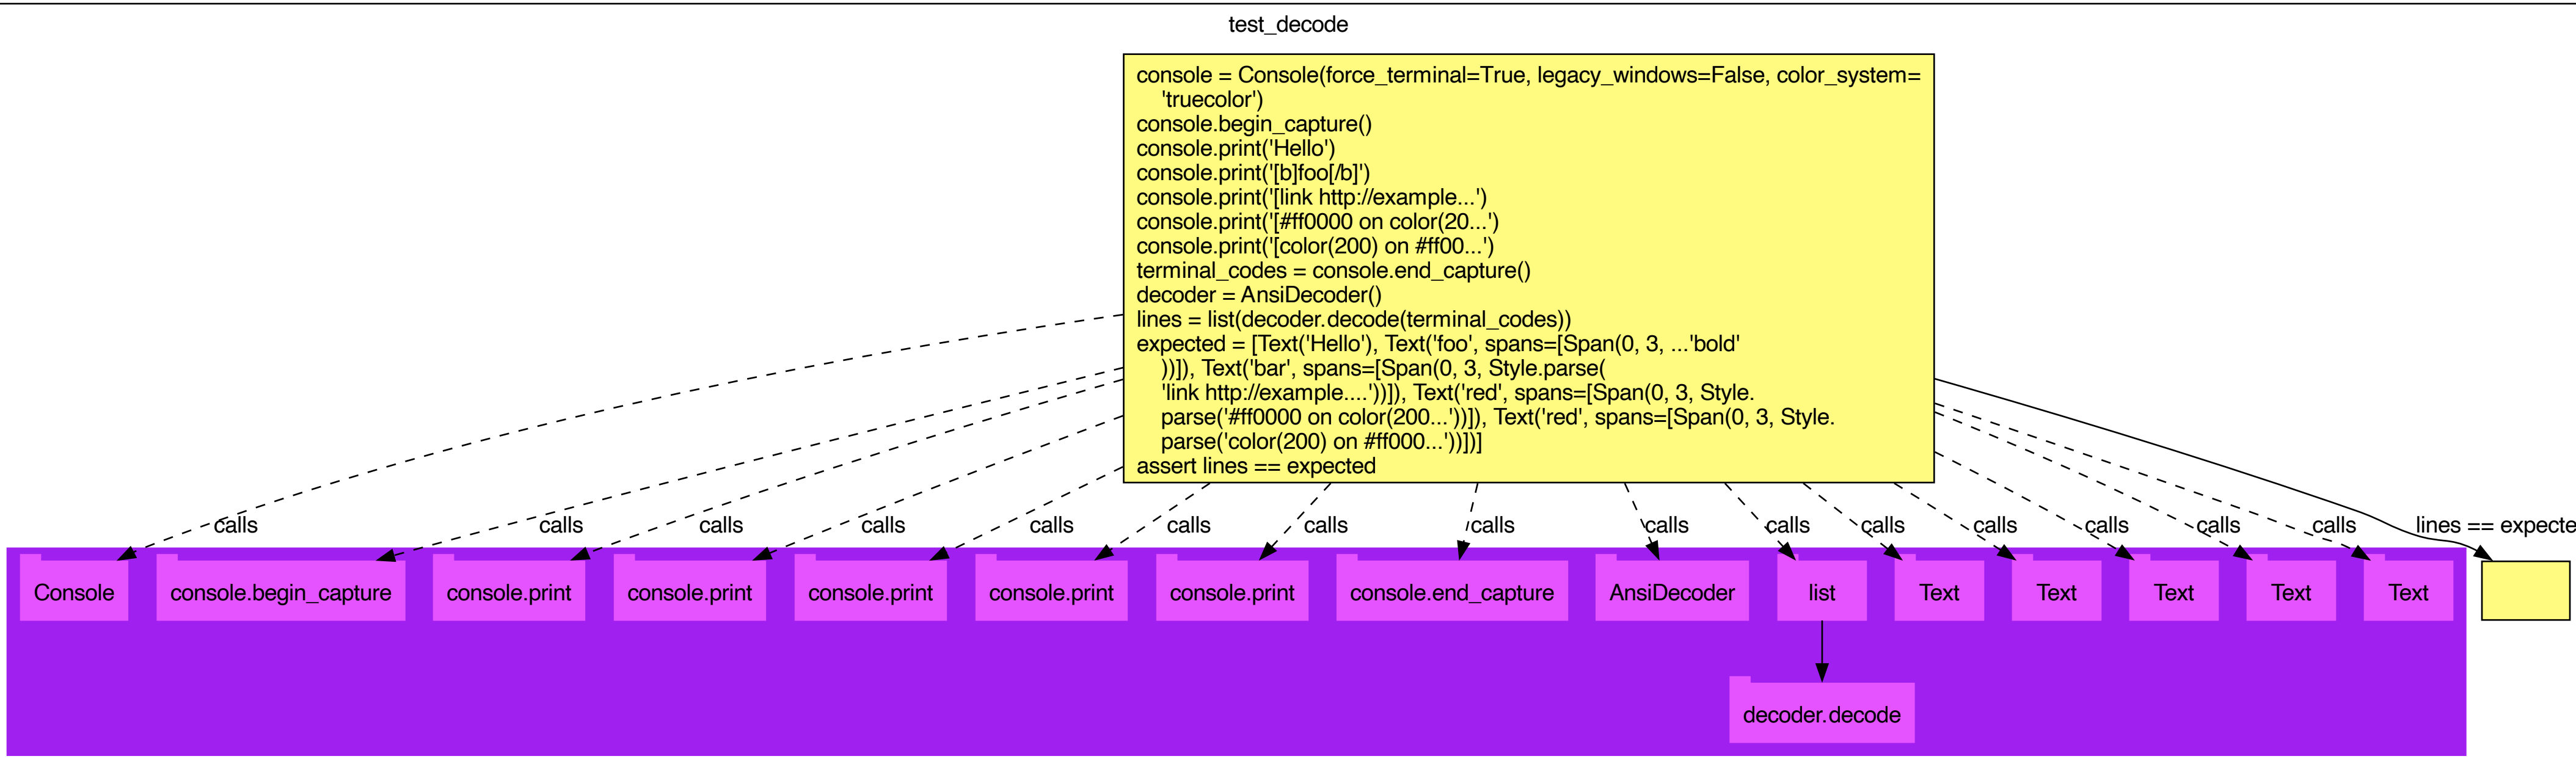 test_decode
console = Console(force_terminal=True, legacy_windows=False, color_system=
'truecolor')
console.begin_capture()
console.print('Hello')
console.print('[b]foo[/b]')
console.print('[link http://example...')
console.print('[#ff0000 on color(20...')
console.print('[color(200) on #ff00...')
terminal_codes = console.end_capture()
decoder = AnsiDecoder()
lines = list(decoder.decode(terminal_codes))
expected = [Text('Hello'), Text('foo', spans=[Span(0, 3, ...'bold'
))]), Text('bar', spans=[Span(0, 3, Style.parse(
'link http://example....'))]), Text('red', spans=[Span(0, 3, Style.
parse('#ff0000 on color(200...'))]), Text('red', spans=[Span(0, 3, Style.
parse('color(200) on #ff000...'))])]
assert lines == expected
calls calls calls calls calls calls calls calls calls calls calls calls calls calls calls lines == expecte
Console console.begin_capture console.print console.print console.print console.print console.print console.end_capture AnsiDecoder list Text Text Text Text Text
decoder.decode